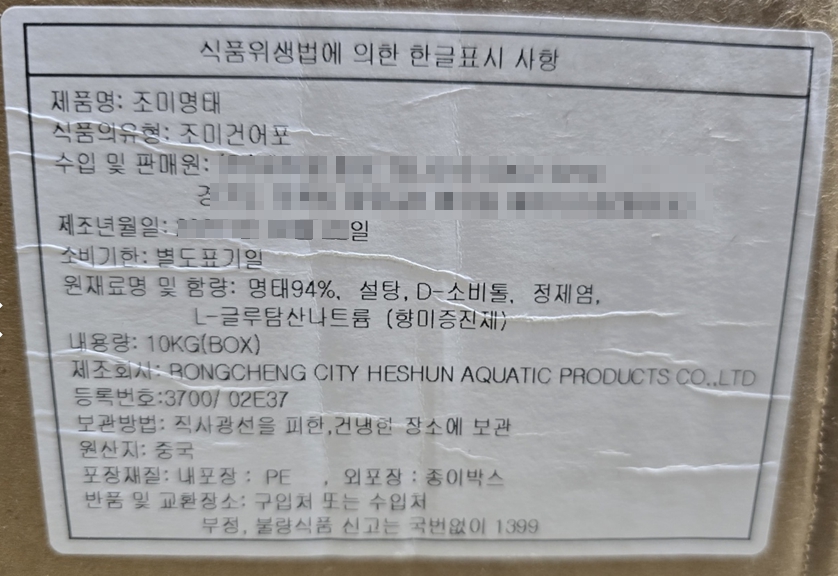 식품위생법에 의한 한글표시 사항
제품명: 조미명태
식품의유형: 조미건어포
수입 및 판매원:
경
제조년월일: 일
소비기한: 별도표기일
원재료명 및 함량: 명태94%, 설탕, D-소비톨, 정제염,
L-글루탐산나트륨 (향미증진제)
내용량: 10KG(BOX)
제조회사: RONGCHENG CITY HESHUN AQUATIC PRODUCTS CO.,LTD
등록번호:3700/ 02E37
보관방법: 직사광선을 피한,건냉한 장소에 보관
원산지: 중국
포장재질: 내포장 : PE , 외포장 : 종이박스
반품 및 교환장소: 구입처 또는 수입처
부정, 불량식품 신고는 국번없이 1399